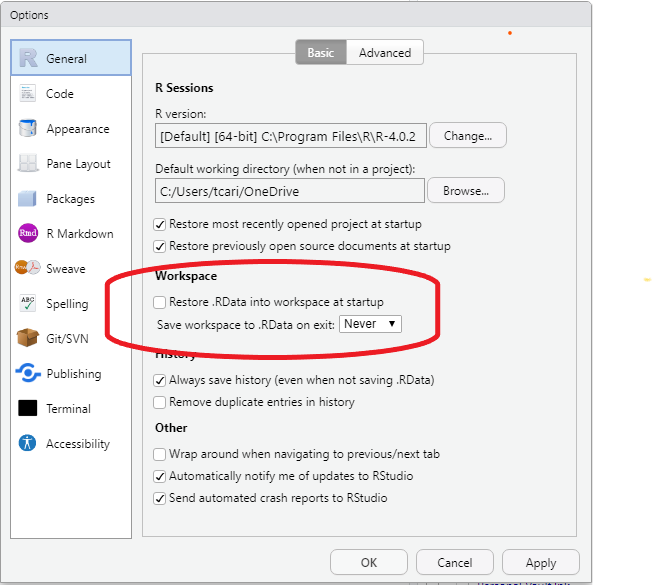 Options
General
Code
Appearance
Pane Layout
Packages
Rmd R Markdown
Sweave
ABC Spelling
Git/SVN
Publishing
Terminal
Accessibility
Basic Advanced
R Sessions
R version:
[Default] [64-bit] C:\Program Files\R\R-4.0.2 Change...
Default working directory (when not in a project):
C:/Users/tcari/OneDrive Browse...
Restore most recently opened project at startup
Restore previously open source documents at startup
Workspace
Restore .RData into workspace at startup
Save workspace to .RData on exit: Never
History
Always save history (even when not saving .RData)
Remove duplicate entries in history
Other
Wrap around when navigating to previous/next tab
Automatically notify me of updates to RStudio
Send automated crash reports to RStudio
OK Cancel Apply